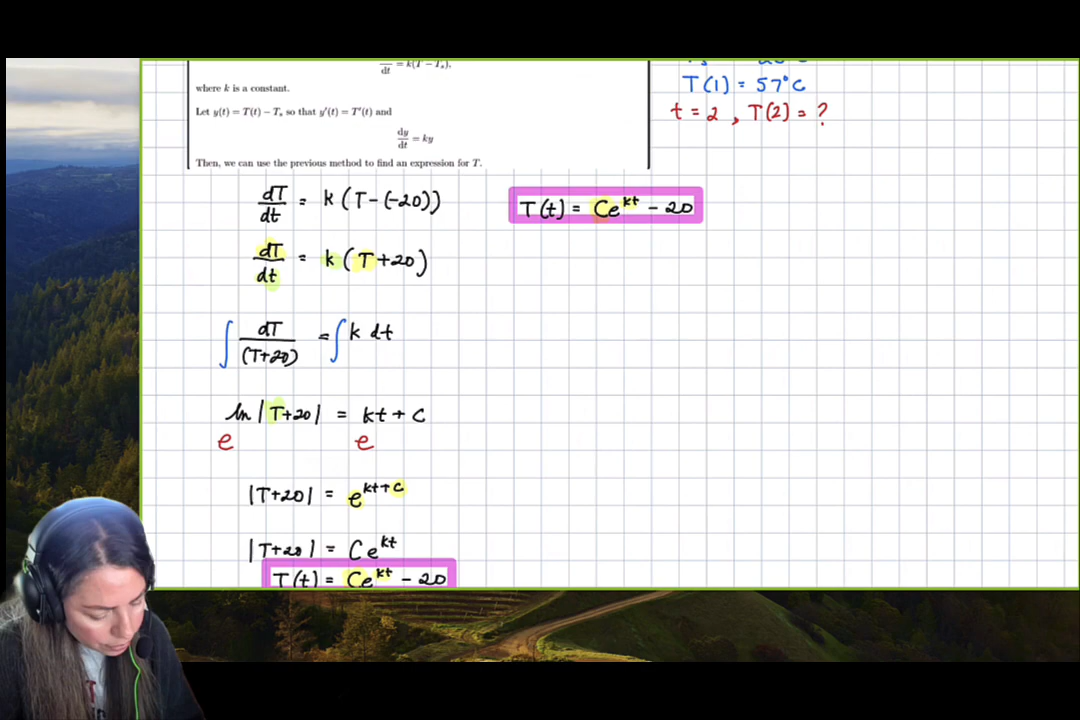 dt = k(T − Tₛ),
where k is a constant.
Let y(t) = T(t) − Tₛ so that y′(t) = T′(t) and
dy/dt = ky
Then, we can use the previous method to find an expression for T.
T(1) = 57°C
t = 2 , T(2) = ?
dT/dt = k(T-(-20))
T(t) = Ce^kt - 20
dT/dt = k(T+20)
∫ dT/(T+20) = ∫ k dt
ln|T+20| = kt + C
e e
|T+20| = e^kt+c
|T+20| = Ce^kt
T(t) = Ce^kt - 20